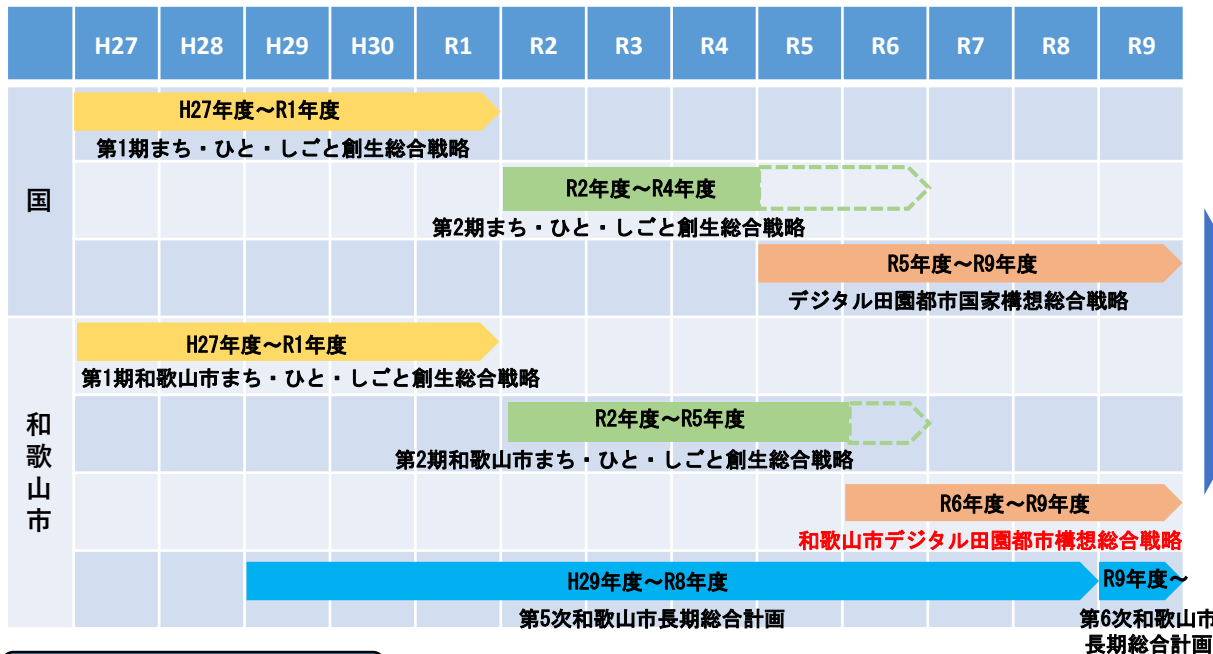 H27 H28 H29 H30 R1 R2 R3 R4 R5 R6 R7 R8 R9
国
H27年度～R1年度
第1期まち・ひと・しごと創生総合戦略
R2年度～R4年度
第2期まち・ひと・しごと創生総合戦略
R5年度～R9年度
デジタル田園都市国家構想総合戦略
和歌山市
H27年度～R1年度
第1期和歌山市まち・ひと・しごと創生総合戦略
R2年度～R5年度
第2期和歌山市まち・ひと・しごと創生総合戦略
R6年度～R9年度
和歌山市デジタル田園都市構想総合戦略
H29年度～R8年度
第5次和歌山市長期総合計画
R9年度～
第6次和歌山市
長期総合計画